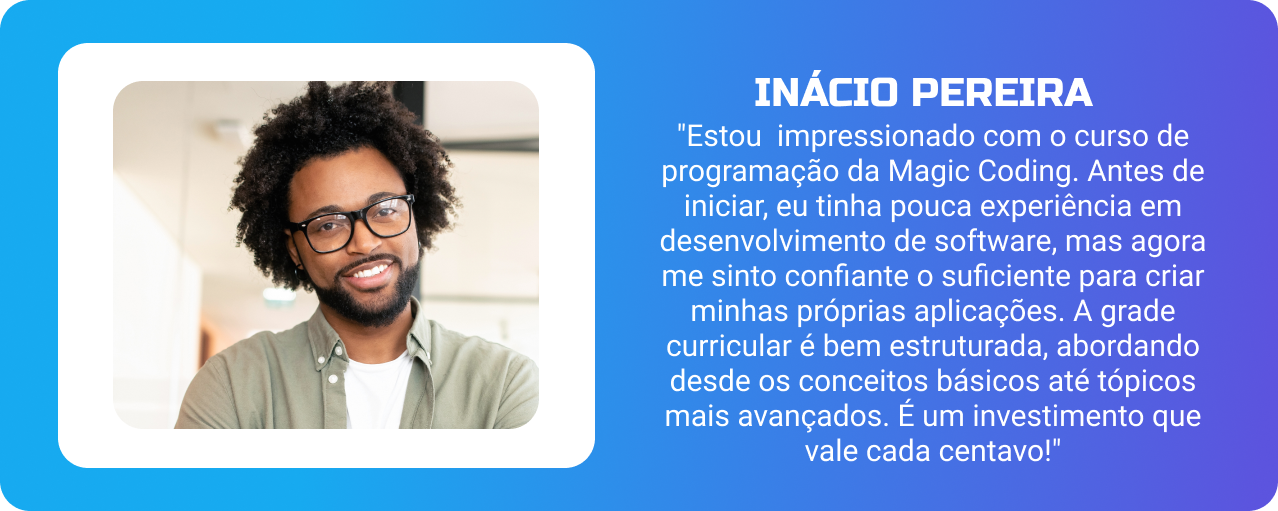 INÁCIO PEREIRA
"Estou  impressionado com o curso de
programação da Magic Coding. Antes de
iniciar, eu tinha pouca experiência em
desenvolvimento de software, mas agora
me sinto confiante o suficiente para criar
minhas próprias aplicações. A grade
curricular é bem estruturada, abordando
desde os conceitos básicos até tópicos
mais avançados. É um investimento que
vale cada centavo!"